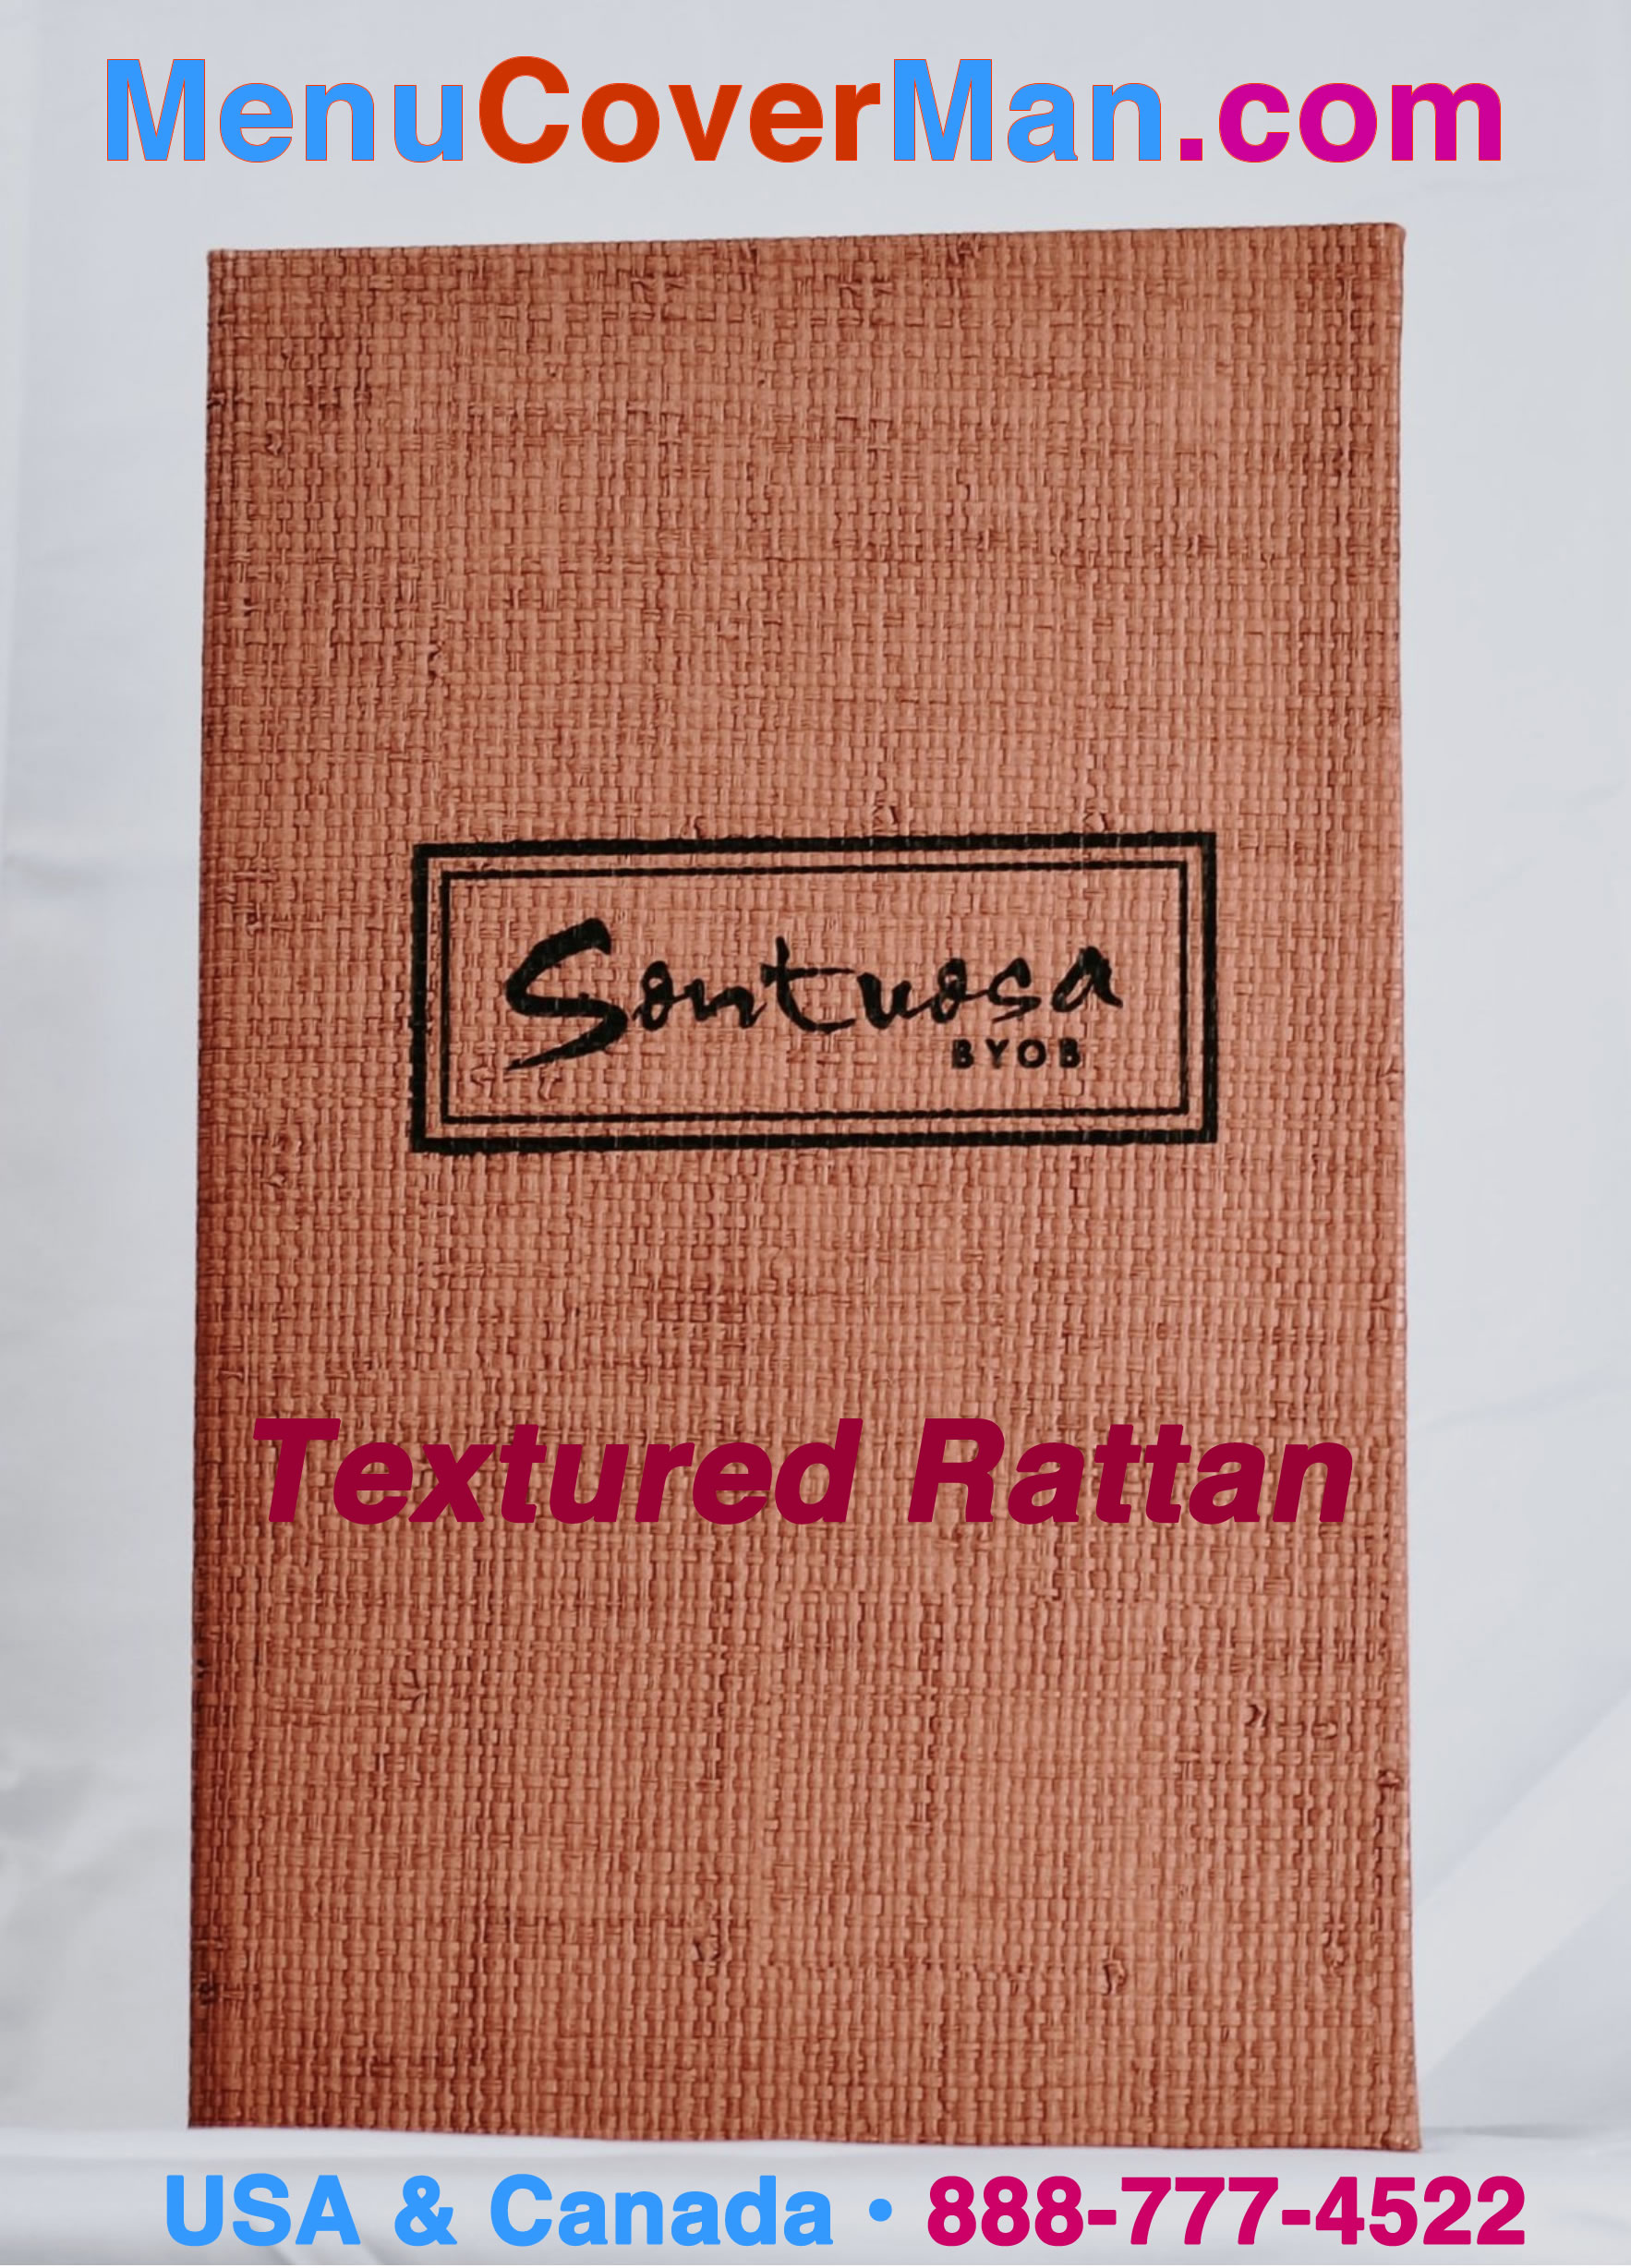 MenuCoverMan.com
Sontuosa
BYOB
Textured Rattan
USA & Canada • 888-777-4522